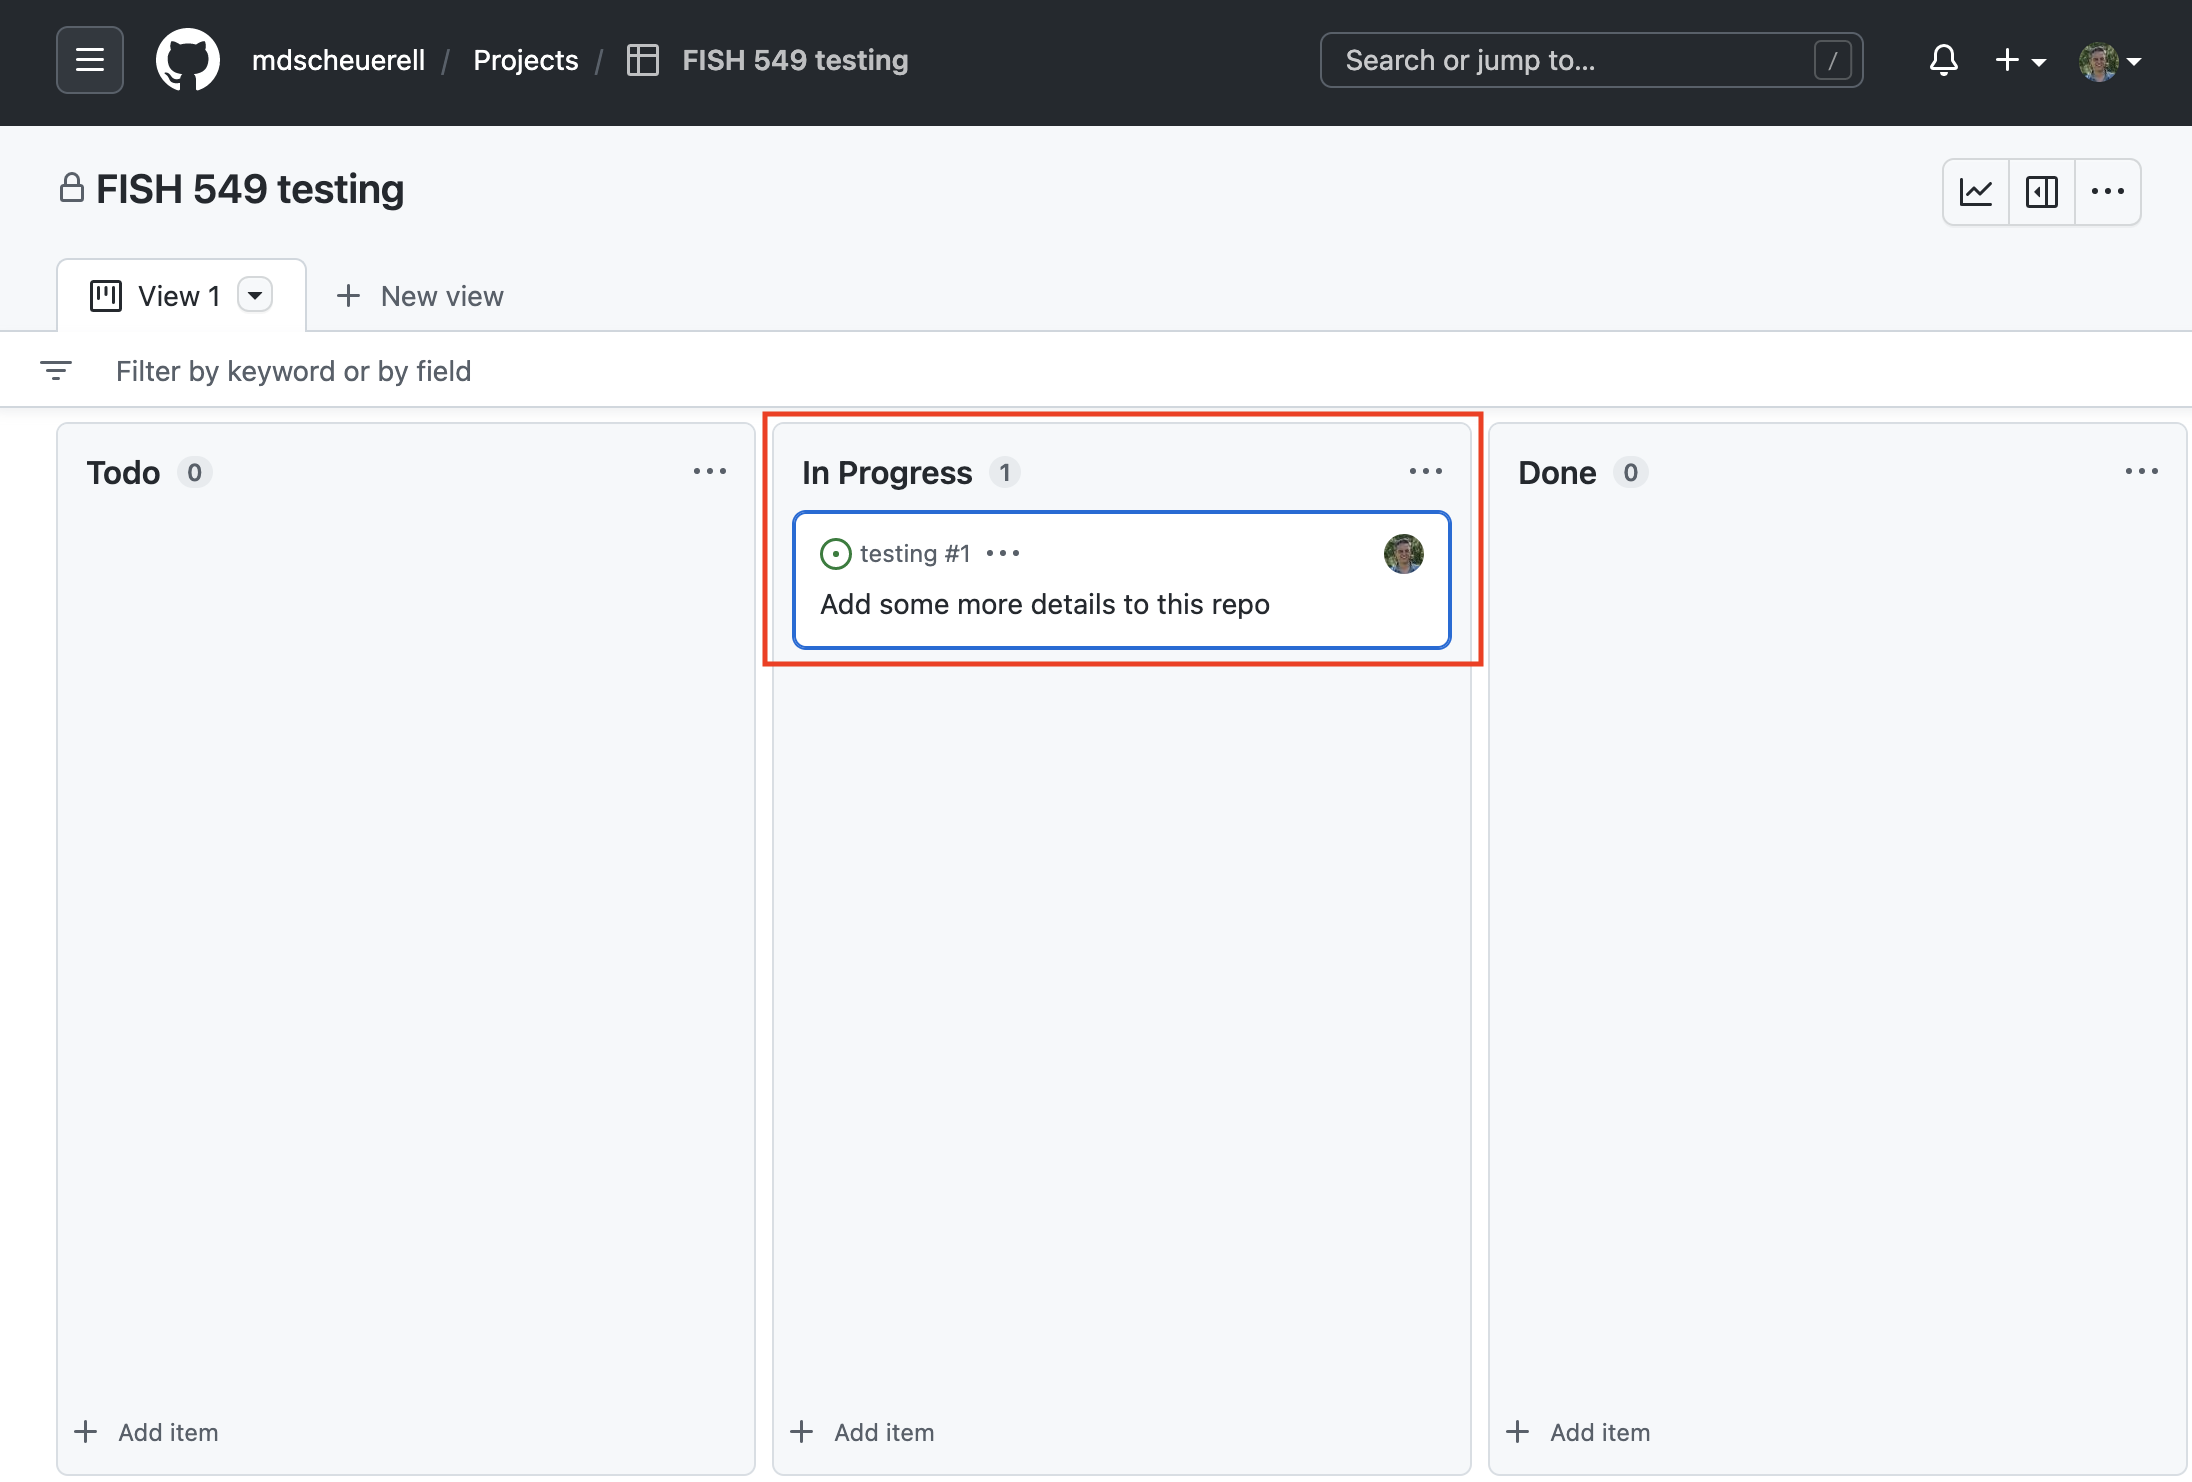 mdscheuerell / Projects / FISH 549 testing Search or jump to... /
FISH 549 testing
View 1 New view
Filter by keyword or by field
Todo 0
In Progress 1
testing #1
Add some more details to this repo
Done 0
Add item
Add item
Add item